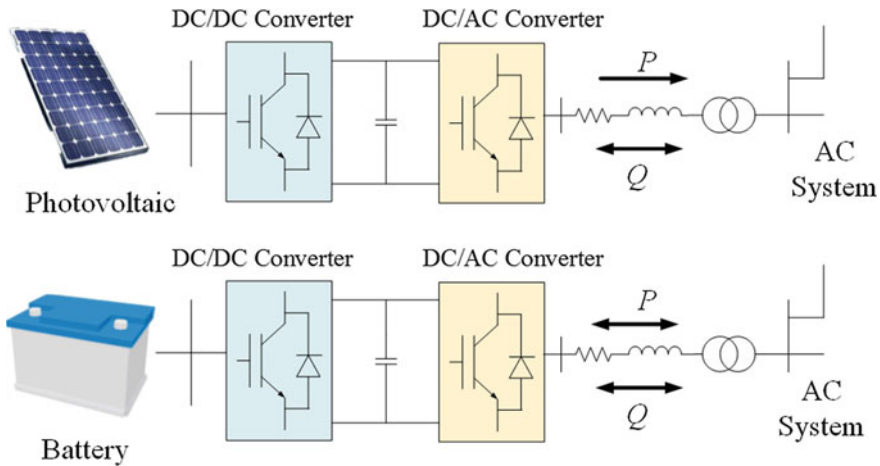 DC/DC Converter
DC/AC Converter
P
Q
Photovoltaic
AC
System
DC/DC Converter
DC/AC Converter
P
Q
Battery
AC
System